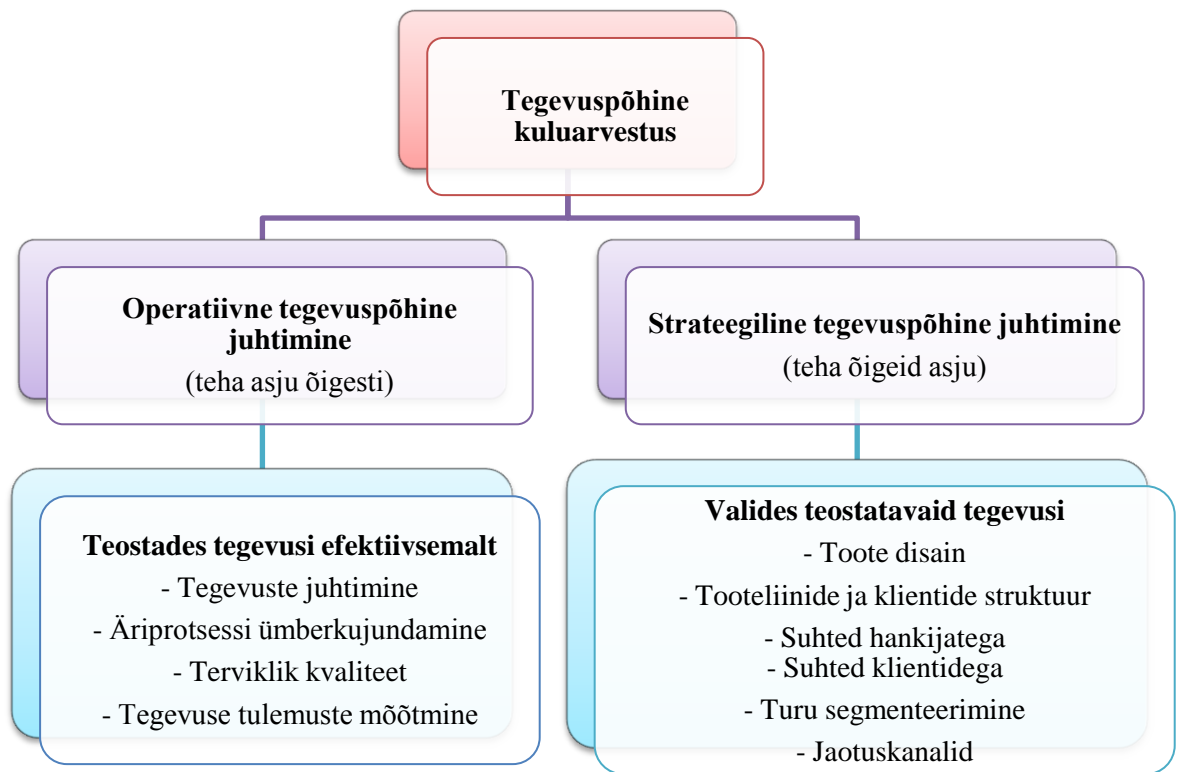 Tegevuspõhine
kuluarvestus
Operatiivne tegevuspõhine
juhtimine
(teha asju õigesti)
Strateegiline tegevuspõhine juhtimine
(teha õigeid asju)
Teostades tegevusi efektiivsemalt
- Tegevuste juhtimine
- Äriprotsessi ümberkujundamine
- Terviklik kvaliteet
- Tegevuse tulemuste mõõtmine
Valides teostatavaid tegevusi
- Toote disain
- Tooteliinide ja klientide struktuur
- Suhted hankijatega
- Suhted klientidega
- Turu segmenteerimine
- Jaotuskanalid